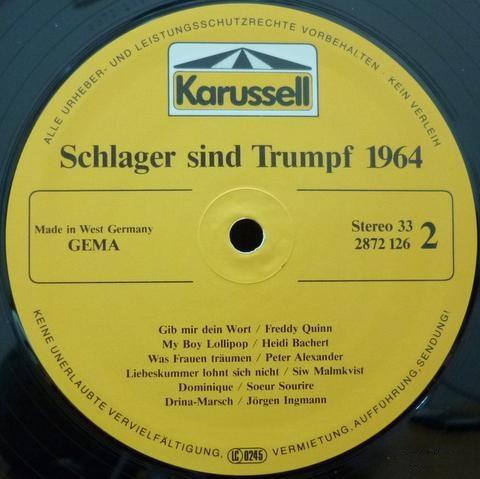 ALLE URHEBER- UND LEISTUNGSSCHUTZRECHTE VORBEHALTEN · KEIN VERLEIH
Karussell
Schlager sind Trumpf 1964
Made in West Germany
GEMA
Stereo 33
2872 126
2
Gib mir dein Wort / Freddy Quinn
My Boy Lollipop / Heidi Bachert
Was Frauen träumen / Peter Alexander
Liebeskummer lohnt sich nicht / Siw Malmkvist
Dominique / Soeur Sourire
Drina-Marsch / Jörgen Ingmann
KEINE UNERLAUBTE VERVIELFÄLTIGUNG, VERMIETUNG, AUFFÜHRUNG, SENDUNG!
LC 0245